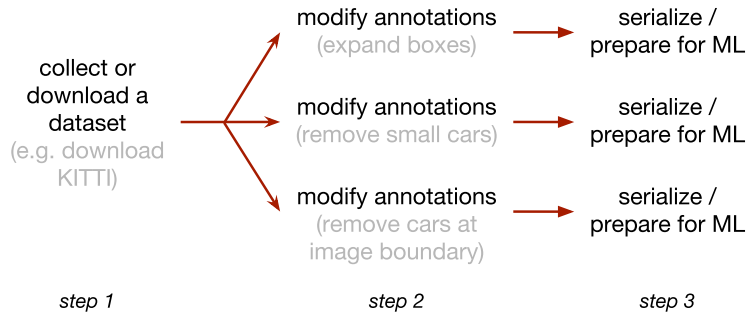 collect or
download a
dataset
(e.g. download
KITTI)
modify annotations
(expand boxes)
serialize /
prepare for ML
modify annotations
(remove small cars)
serialize /
prepare for ML
modify annotations
(remove cars at
image boundary)
serialize /
prepare for ML
step 1
step 2
step 3